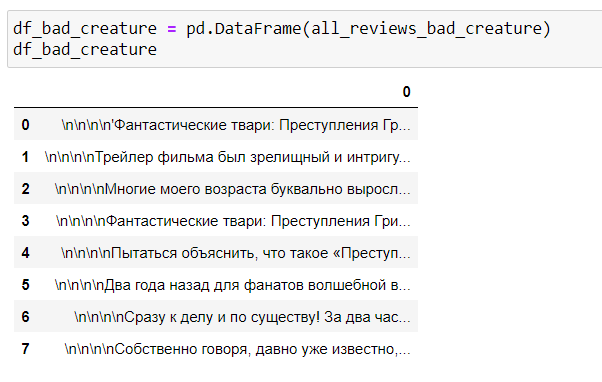 df_bad_creature = pd.DataFrame(all_reviews_bad_creature)
df_bad_creature
0
0 \n\n\n\n'Фантастические твари: Преступления Гр...
1 \n\n\n\nТрейлер фильма был зрелищный и интригу...
2 \n\n\n\nМногие моего возраста буквально выросл...
3 \n\n\n\nФантастические твари: Преступления Гри...
4 \n\n\n\nПытаться объяснить, что такое «Преступ...
5 \n\n\n\nДва года назад для фанатов волшебной в...
6 \n\n\n\nСразу к делу и по существу! За два час...
7 \n\n\n\nСобственно говоря, давно уже известно,...